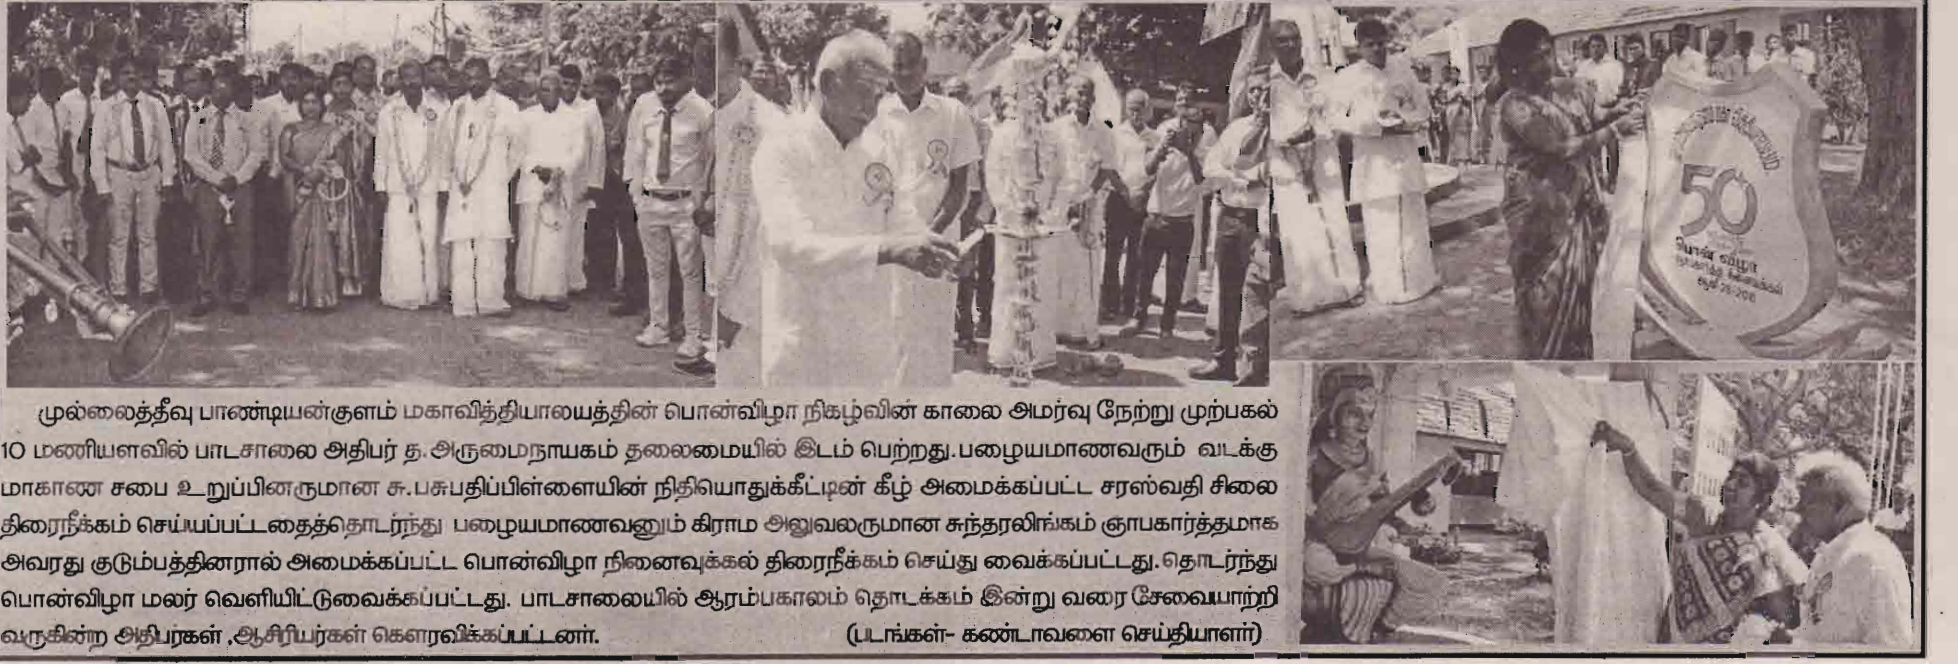 50
பொன் விழா
முல்லைத்தீவு பாண்டியன்குளம் மகாவித்தியாலயத்தின் பொன்விழா நிகழ்வின் காலை அமர்வு நேற்று முற்பகல்
10 மணியளவில் பாடசாலை அதிபர் த.அருமைநாயகம் தலைமையில் இடம் பெற்றது.பழையமாணவரும் வடக்கு
மாகாண சபை உறுப்பினருமான சு.பசுபதிப்பிள்ளையின் நிதியொதுக்கீட்டின் கீழ் அமைக்கப்பட்ட சரஸ்வதி சிலை
திரைநீக்கம் செய்யப்பட்டதைத்தொடர்ந்து பழையமாணவனும் கிராம அலுவலருமான சுந்தரலிங்கம் ஞாபகார்த்தமாக
அவரது குடும்பத்தினரால் அமைக்கப்பட்ட பொன்விழா நினைவுக்கல் திரைநீக்கம் செய்து வைக்கப்பட்டது.தொடர்ந்து
பொன்விழா மலர் வெளியிட்டுவைக்கப்பட்டது. பாடசாலையில் ஆரம்பகாலம் தொடக்கம் இன்று வரை சேவையாற்றி
வருகின்ற அதிபர்கள் ,ஆசிரியர்கள் கௌரவிக்கப்பட்டனர். (படங்கள்- கண்டாவளை செய்தியாளர்)